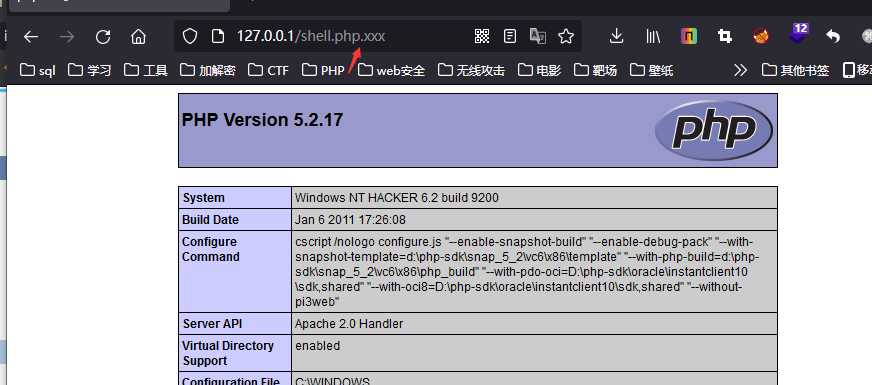 127.0.0.1/shell.php.xxx
12
sql 学习 工具 加解密 CTF PHP web安全 无线攻击 电影 靶场 壁纸 其他书签 移动
PHP Version 5.2.17
php
System Windows NT HACKER 6.2 build 9200
Build Date Jan 6 2011 17:26:08
Configure cscript /nologo configure.js "--enable-snapshot-build" "--enable-debug-pack" "--with-
Command snapshot-template=d:\php-sdk\snap_5_2\vc6\x86\template" "--with-php-build=d:\php-
sdk\snap_5_2\vc6\x86\php_build" "--with-pdo-oci=D:\php-sdk\oracle\instantclient10
\sdk,shared" "--with-oci8=D:\php-sdk\oracle\instantclient10\sdk,shared" "--without-
pi3web"
Server API Apache 2.0 Handler
Virtual Directory enabled
Support
Configuration File C:\WINDOWS